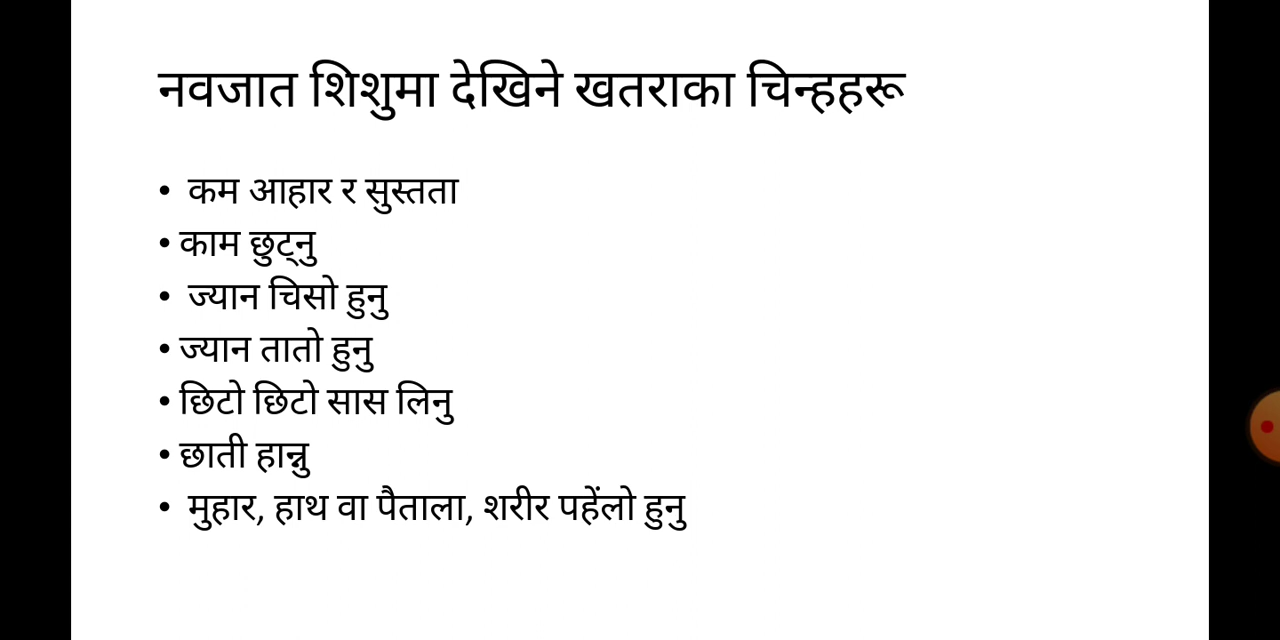 नवजात शिशुमा देखिने खतराका चिन्हहरू
• कम आहार र सुस्तता
• काम छुट्नु
• ज्यान चिसो हुनु
• ज्यान तातो हुनु
• छिटो छिटो सास लिनु
• छाती हान्नु
• मुहार, हाथ वा पैताला, शरीर पहेंलो हुनु